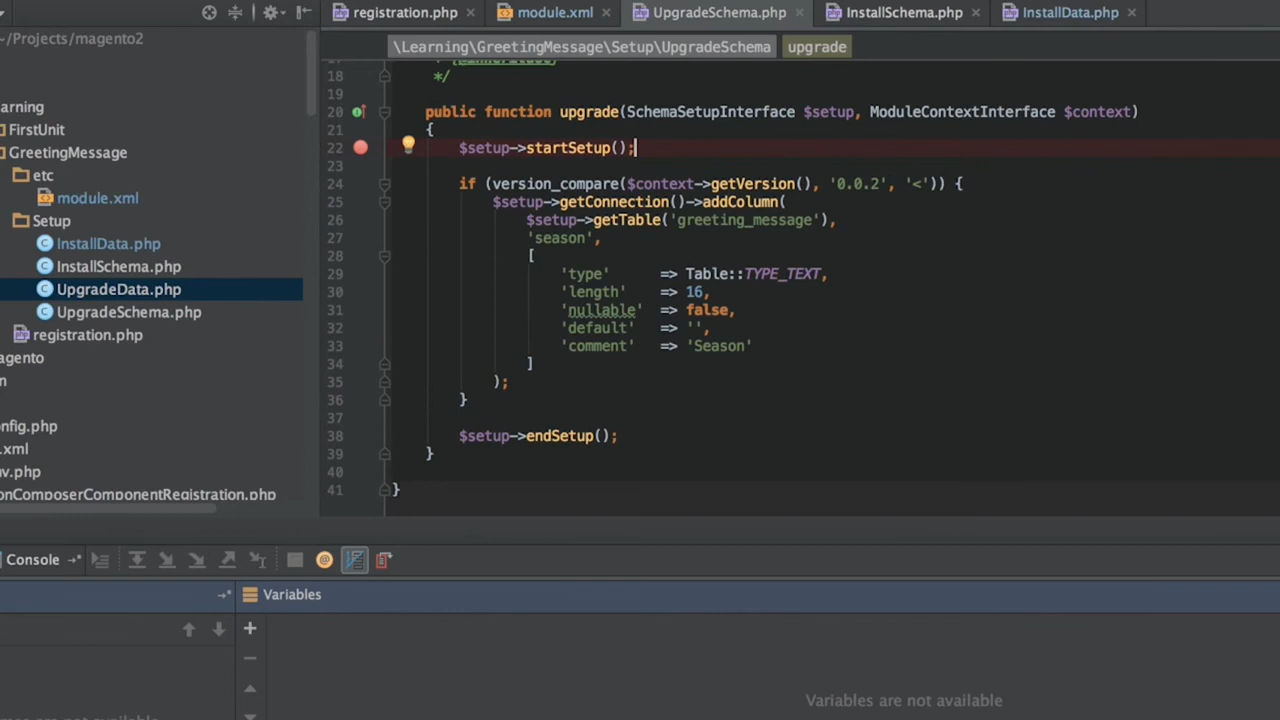 registration.php × module.xml × UpgradeSchema.php × InstallSchema.php × InstallData.php ×
~/Projects/magento2
\Learning\GreetingMessage\Setup\UpgradeSchema upgrade
18 */
19
20 public function upgrade(SchemaSetupInterface $setup, ModuleContextInterface $context)
21 {
22 $setup->startSetup();
23
24 if (version_compare($context->getVersion(), '0.0.2', '<')) {
25 $setup->getConnection()->addColumn(
26 $setup->getTable('greeting_message'),
27 'season',
28 [
29 'type' => Table::TYPE_TEXT,
30 'length' => 16,
31 'nullable' => false,
32 'default' => '',
33 'comment' => 'Season'
34 ]
35 );
36 }
37
38 $setup->endSetup();
39 }
40
41 }
arning
FirstUnit
GreetingMessage
etc
module.xml
Setup
InstallData.php
InstallSchema.php
UpgradeData.php
UpgradeSchema.php
registration.php
agento
n
onfig.php
.xml
nv.php
onComposerComponentRegistration.php
Console
Variables
Variables are not available